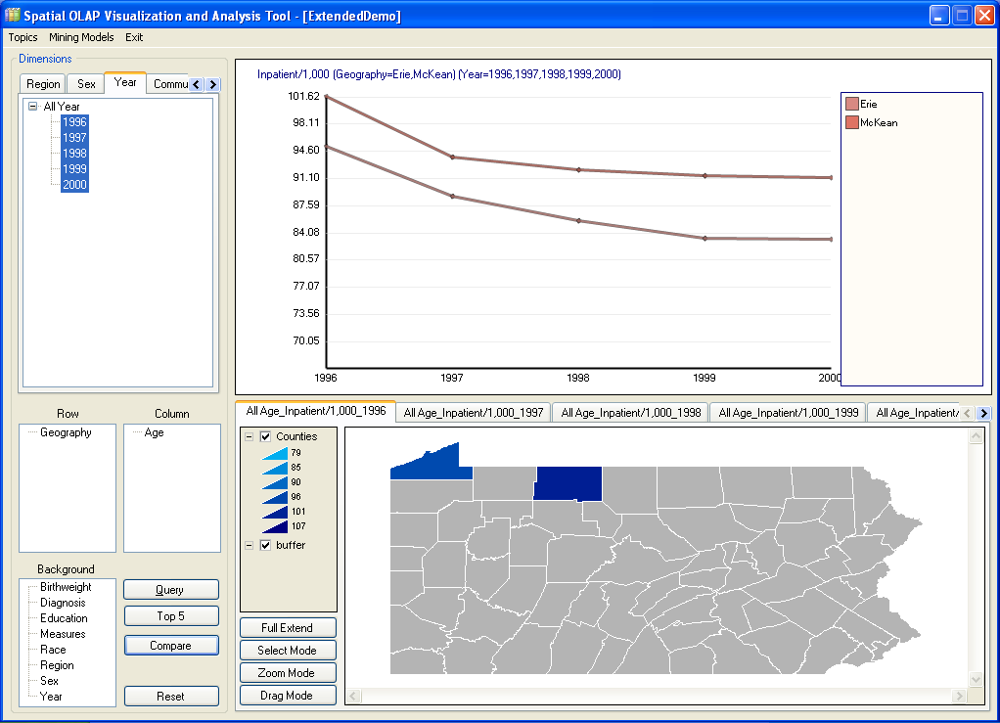 Spatial OLAP Visualization and Analysis Tool - [ExtendedDemo]
Topics Mining Models Exit
Dimensions
Region Sex Year Commu
All Year
1996
1997
1998
1999
2000
Row Column
Geography
Age
Background
Birthweight
Diagnosis
Education
Measures
Race
Region
Sex
Year
Query
Top 5
Compare
Reset
Inpatient/1,000 (Geography=Erie,McKean) (Year=1996,1997,1998,1999,2000)
101.62
98.11
94.60
91.10
87.59
84.08
80.57
77.07
73.56
70.05
1996 1997 1998 1999 2000
Erie
McKean
All Age_Inpatient/1,000_1996 All Age_Inpatient/1,000_1997 All Age_Inpatient/1,000_1998 All Age_Inpatient/1,000_1999 All Age_Inpatient/
Counties
79
85
90
96
101
107
buffer
Full Extend
Select Mode
Zoom Mode
Drag Mode